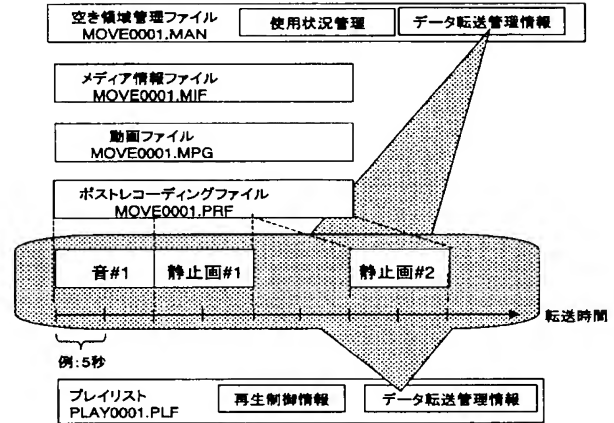 空き領域管理ファイル
MOVE0001.MAN
使用状況管理
データ転送管理情報
メディア情報ファイル
MOVE0001.MIF
動画ファイル
MOVE0001.MPG
ポストレコーディングファイル
MOVE0001.PRF
音#1
静止画#1
静止画#2
転送時間
例:5秒
プレイリスト
PLAY0001.PLF
再生制御情報
データ転送管理情報